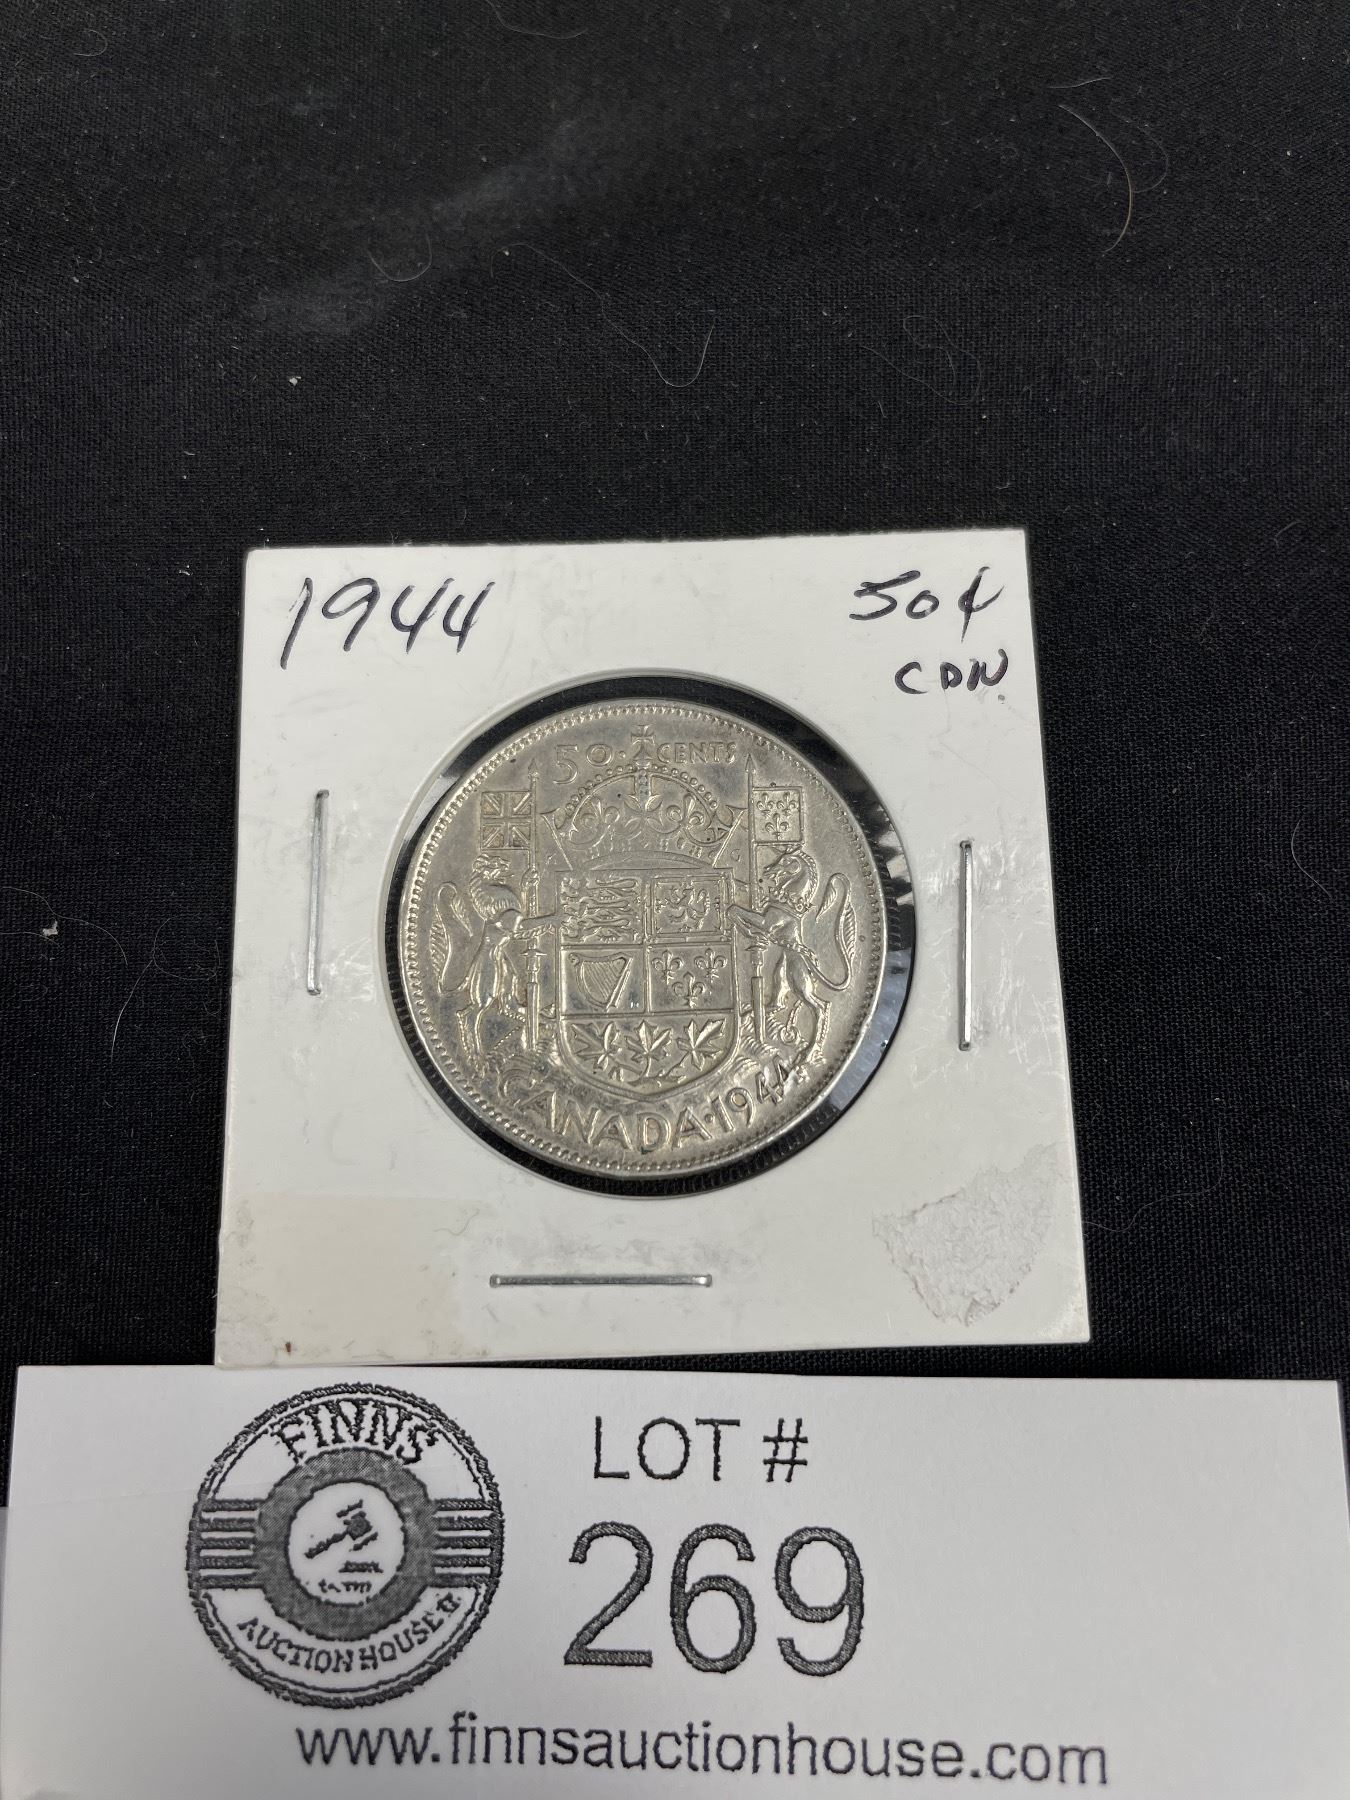 1944
50¢
CDN.
50 · CENTS
CANADA · 1944
FINNS
AUCTION HOUSE
LOT #
269
www.finnsauctionhouse.com